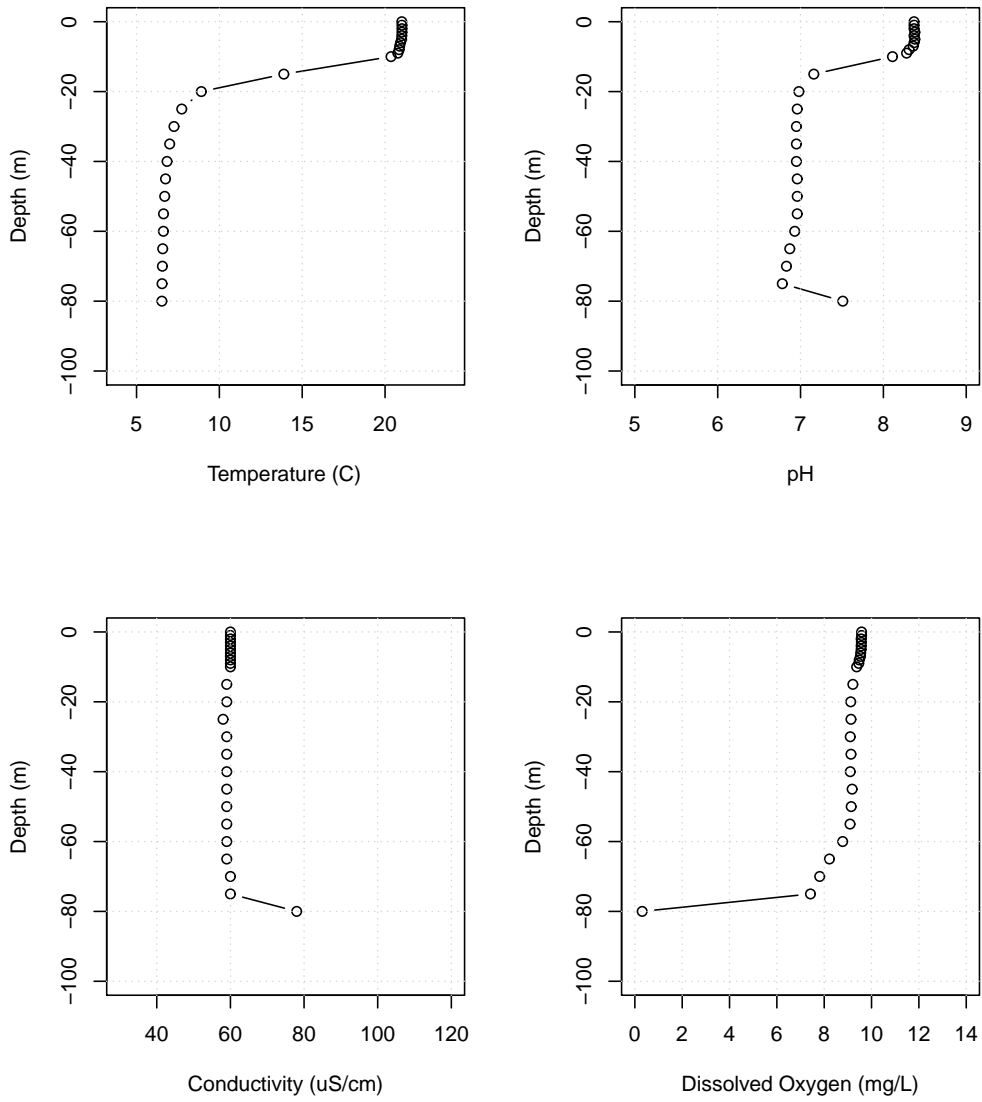 0
−20
−40
−60
−80
−100
Depth (m)
5 10 15 20
Temperature (C)
0
−20
−40
−60
−80
−100
Depth (m)
5 6 7 8 9
pH
0
−20
−40
−60
−80
−100
Depth (m)
40 60 80 100 120
Conductivity (uS/cm)
0
−20
−40
−60
−80
−100
Depth (m)
0 2 4 6 8 10 12 14
Dissolved Oxygen (mg/L)